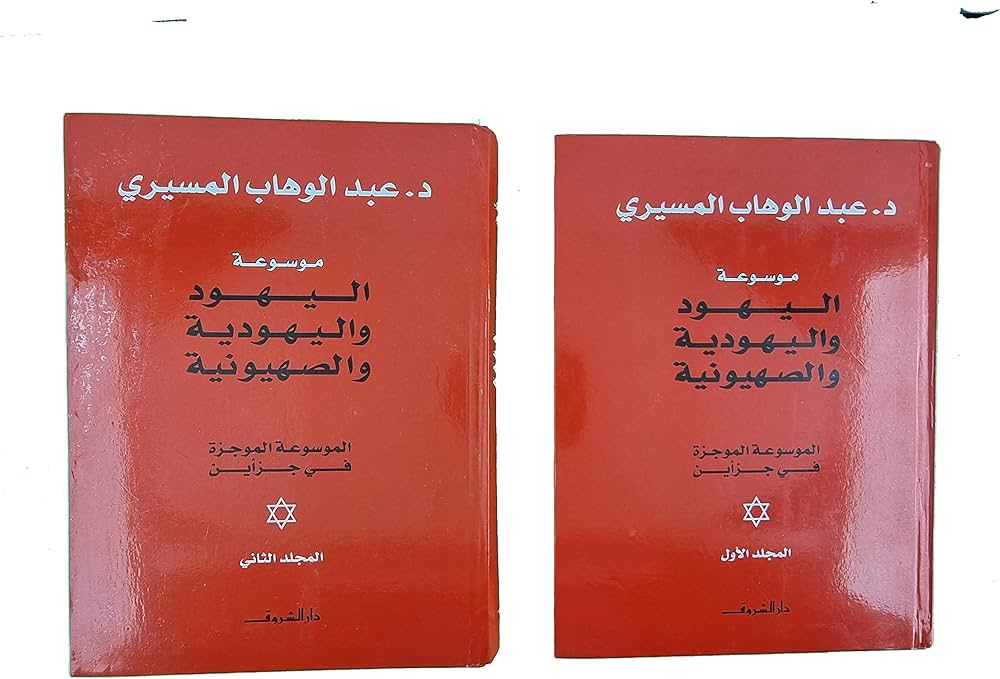 د. عبد الوهاب المسيري
موسوعة
اليهود
واليهودية
والصهيونية
الموسوعة الموجزة
في جزأين
المجلد الثاني
دار الشروق
د. عبد الوهاب المسيري
موسوعة
اليهود
واليهودية
والصهيونية
الموسوعة الموجزة
في جزأين
المجلد الأول
دار الشروق